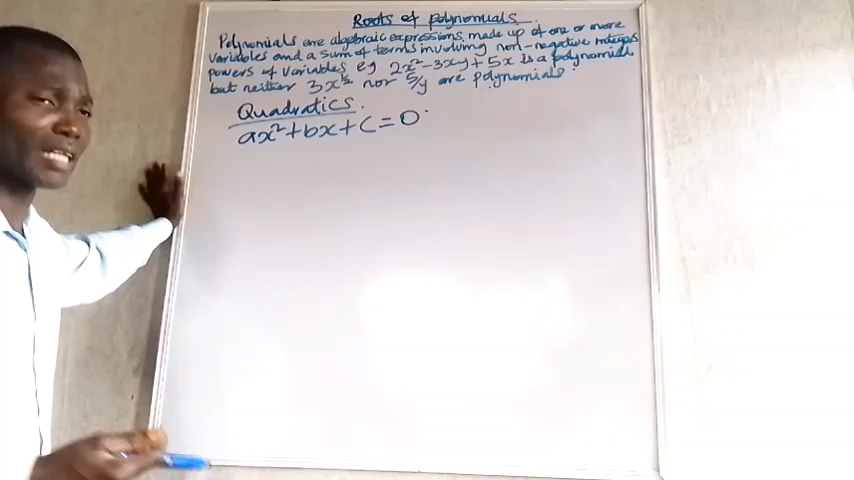 Roots of polynomials.
Polynomials are algebraic expressions made up of one or more
variables and a sum of terms involving non-negative integers
powers of variables eg 2x²-3xy+5x is a polynomials
but neither 3x^½ nor 5/y are polynomials.
Quadratics.
ax²+bx+c=0.